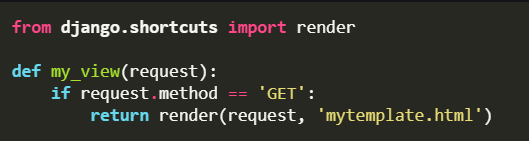 from django.shortcuts import render
def my_view(request):
    if request.method == 'GET':
        return render(request, 'mytemplate.html')